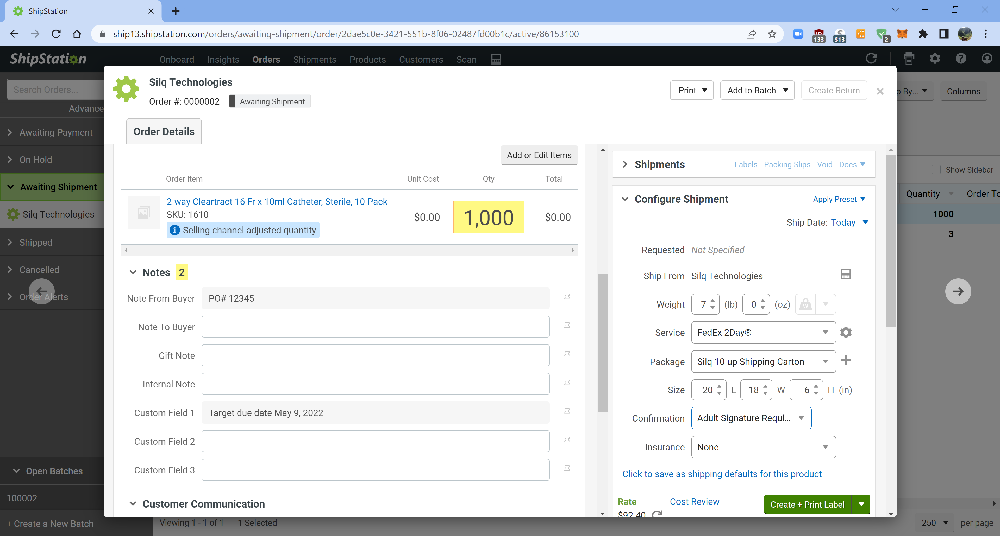 ShipStation
ship13.shipstation.com/orders/awaiting-shipment/order/2dae5c0e-3421-551b-8f06-02487fd00b1c/active/86153100
133
$13
2
ShipStation
Onboard Insights Orders Shipments Products Customers Scan
Search Orders...
Advance
Awaiting Payment
On Hold
Awaiting Shipment
Silq Technologies
Shipped
Cancelled
Order Alerts
Open Batches
100002
+ Create a New Batch
Silq Technologies
Order #: 0000002 Awaiting Shipment
Print Add to Batch Create Return
Order Details
Add or Edit Items
Order Item Unit Cost Qty Total
2-way Cleartract 16 Fr x 10ml Catheter, Sterile, 10-Pack
SKU: 1610
$0.00 1,000 $0.00
Selling channel adjusted quantity
Notes 2
Note From Buyer PO# 12345
Note To Buyer
Gift Note
Internal Note
Custom Field 1 Target due date May 9, 2022
Custom Field 2
Custom Field 3
Customer Communication
Shipments Labels Packing Slips Void Docs
Configure Shipment Apply Preset
Ship Date: Today
Requested Not Specified
Ship From Silq Technologies
Weight 7 (lb) 0 (oz) W
Service FedEx 2Day®
Package Silq 10-up Shipping Carton
Size 20 L 18 W 6 H (in)
Confirmation Adult Signature Requi...
Insurance None
Click to save as shipping defaults for this product
Rate Cost Review Create + Print Label
$92.40
p By... Columns
Show Sidebar
Quantity Order To
1000
3
Viewing 1 - 1 of 1 1 Selected
250 per page